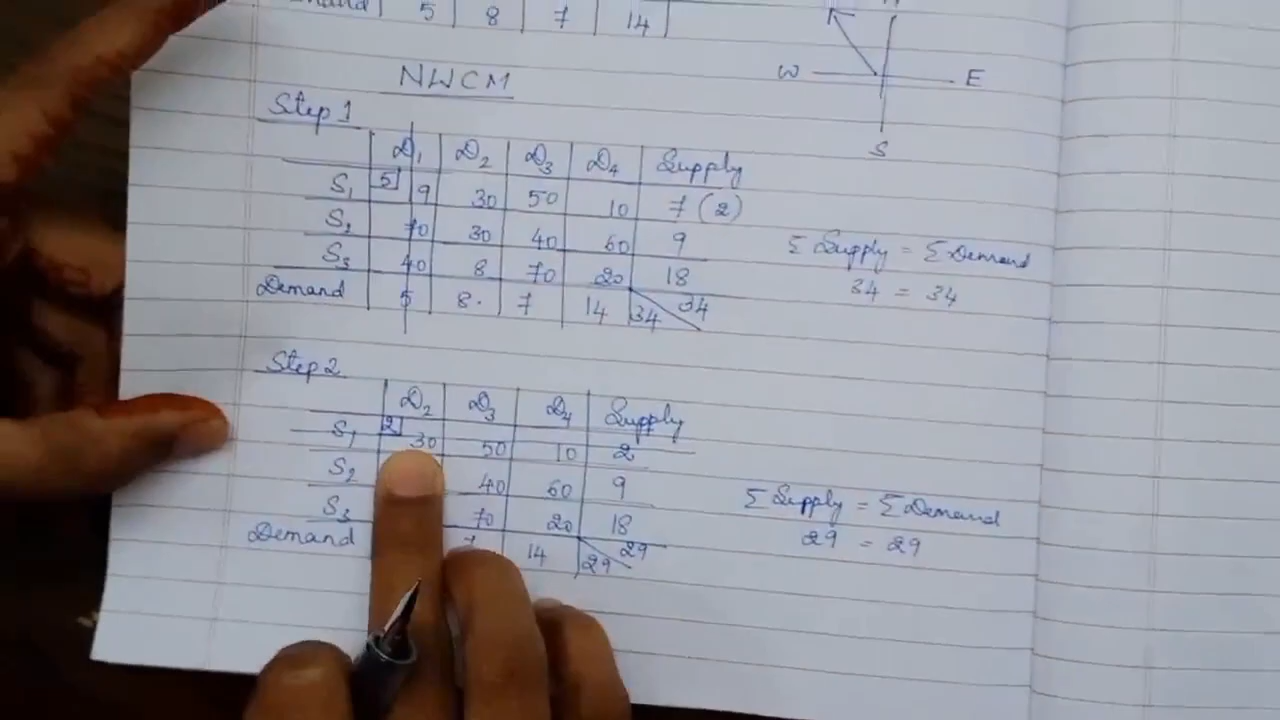 5 8 7 14
W E
S
NWCM
Step 1
D1 D2 D3 D4 Supply
S1 5 9 30 50 10 7 (2)
S2 70 30 40 60 9
S3 40 8 70 20 18
Demand 5 8. 7 14 34 34
Σ Supply = Σ Demand
34 = 34
Step 2
D2 D3 D4 Supply
S1 2 30 50 10 2
S2 40 60 9
S3 70 20 18
Demand 14 29 29
Σ Supply = Σ Demand
29 = 29